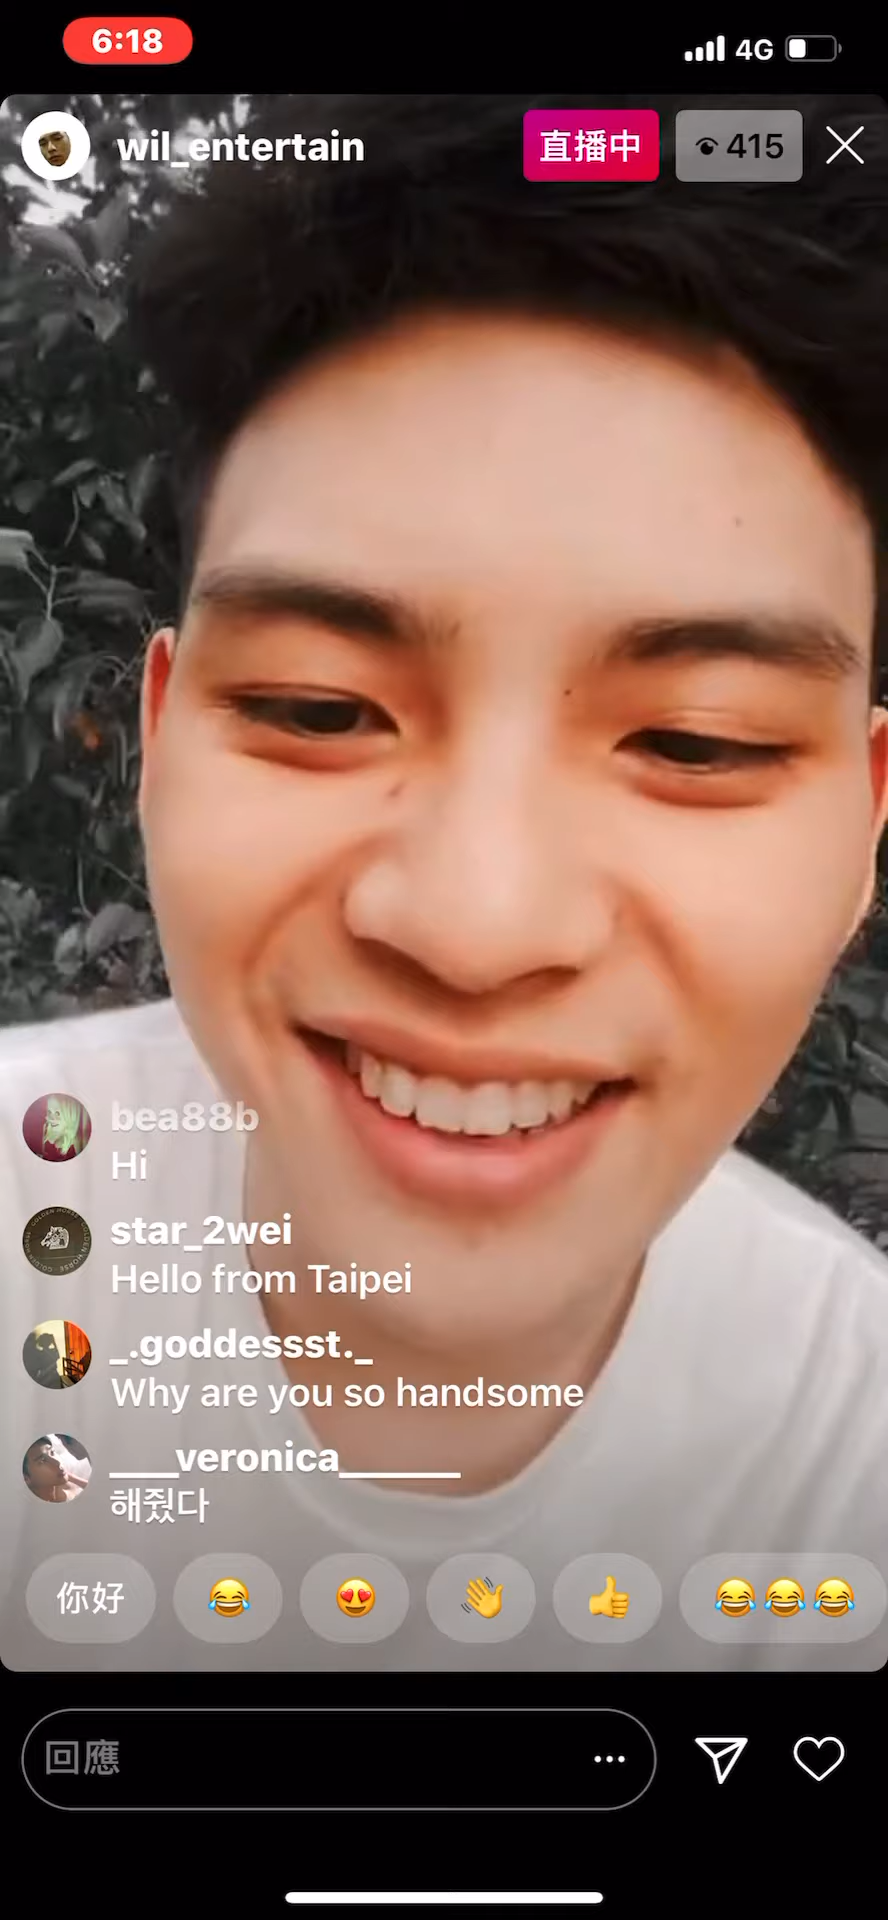 6:18
4G
wil_entertain
直播中
415
bea88b
Hi
star_2wei
Hello from Taipei
_.goddessst._
Why are you so handsome
___veronica_____
해줬다
你好
回應